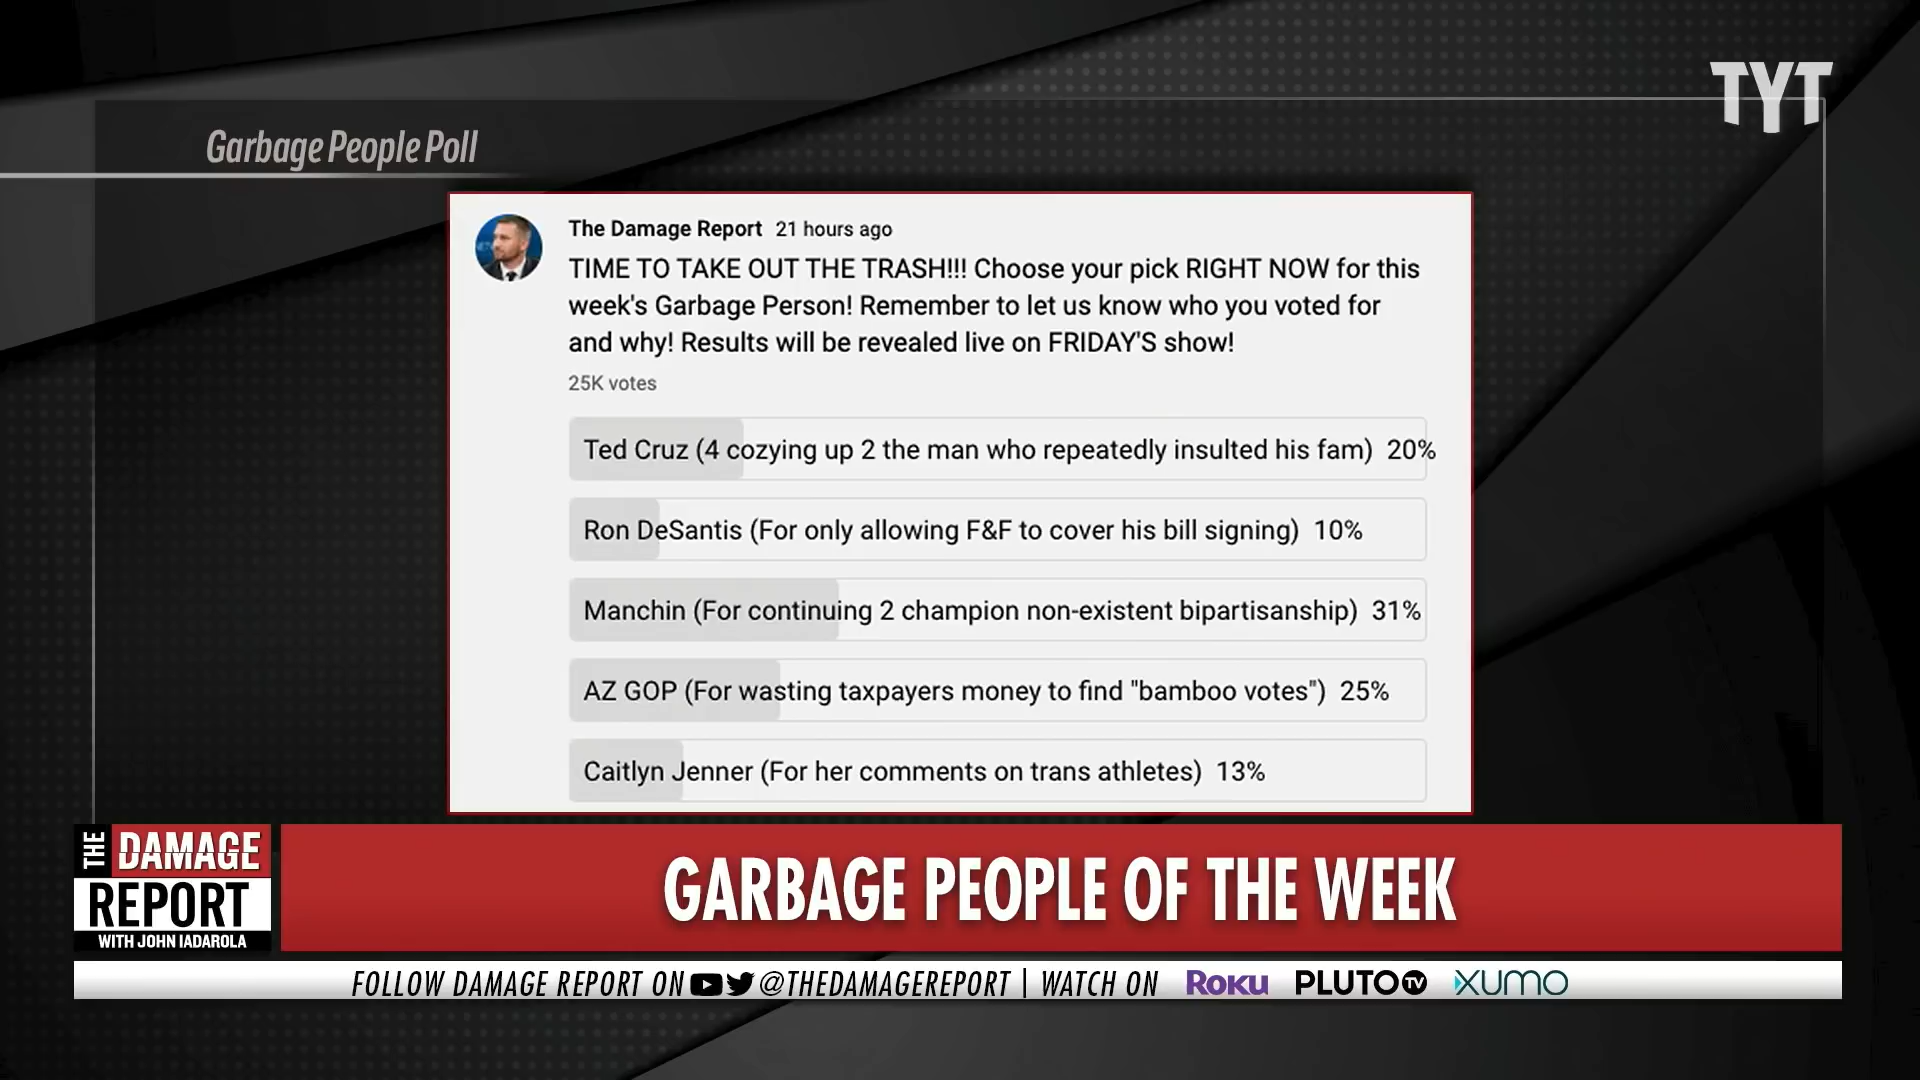 TYT
Garbage People Poll
The Damage Report 21 hours ago
TIME TO TAKE OUT THE TRASH!!! Choose your pick RIGHT NOW for this
week's Garbage Person! Remember to let us know who you voted for
and why! Results will be revealed live on FRIDAY'S show!
25K votes
Ted Cruz (4 cozying up 2 the man who repeatedly insulted his fam) 20%
Ron DeSantis (For only allowing F&F to cover his bill signing) 10%
Manchin (For continuing 2 champion non-existent bipartisanship) 31%
AZ GOP (For wasting taxpayers money to find "bamboo votes") 25%
Caitlyn Jenner (For her comments on trans athletes) 13%
THE DAMAGE
REPORT
WITH JOHN IADAROLA
GARBAGE PEOPLE OF THE WEEK
FOLLOW DAMAGE REPORT ON @THEDAMAGEREPORT | WATCH ON ROKU PLUTO TV XUMO